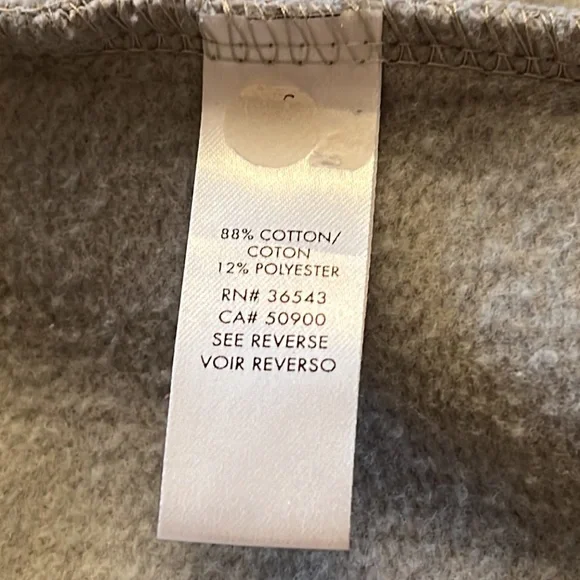 88% COTTON/
COTON
12% POLYESTER
RN# 36543
CA# 50900
SEE REVERSE
VOIR REVERSO